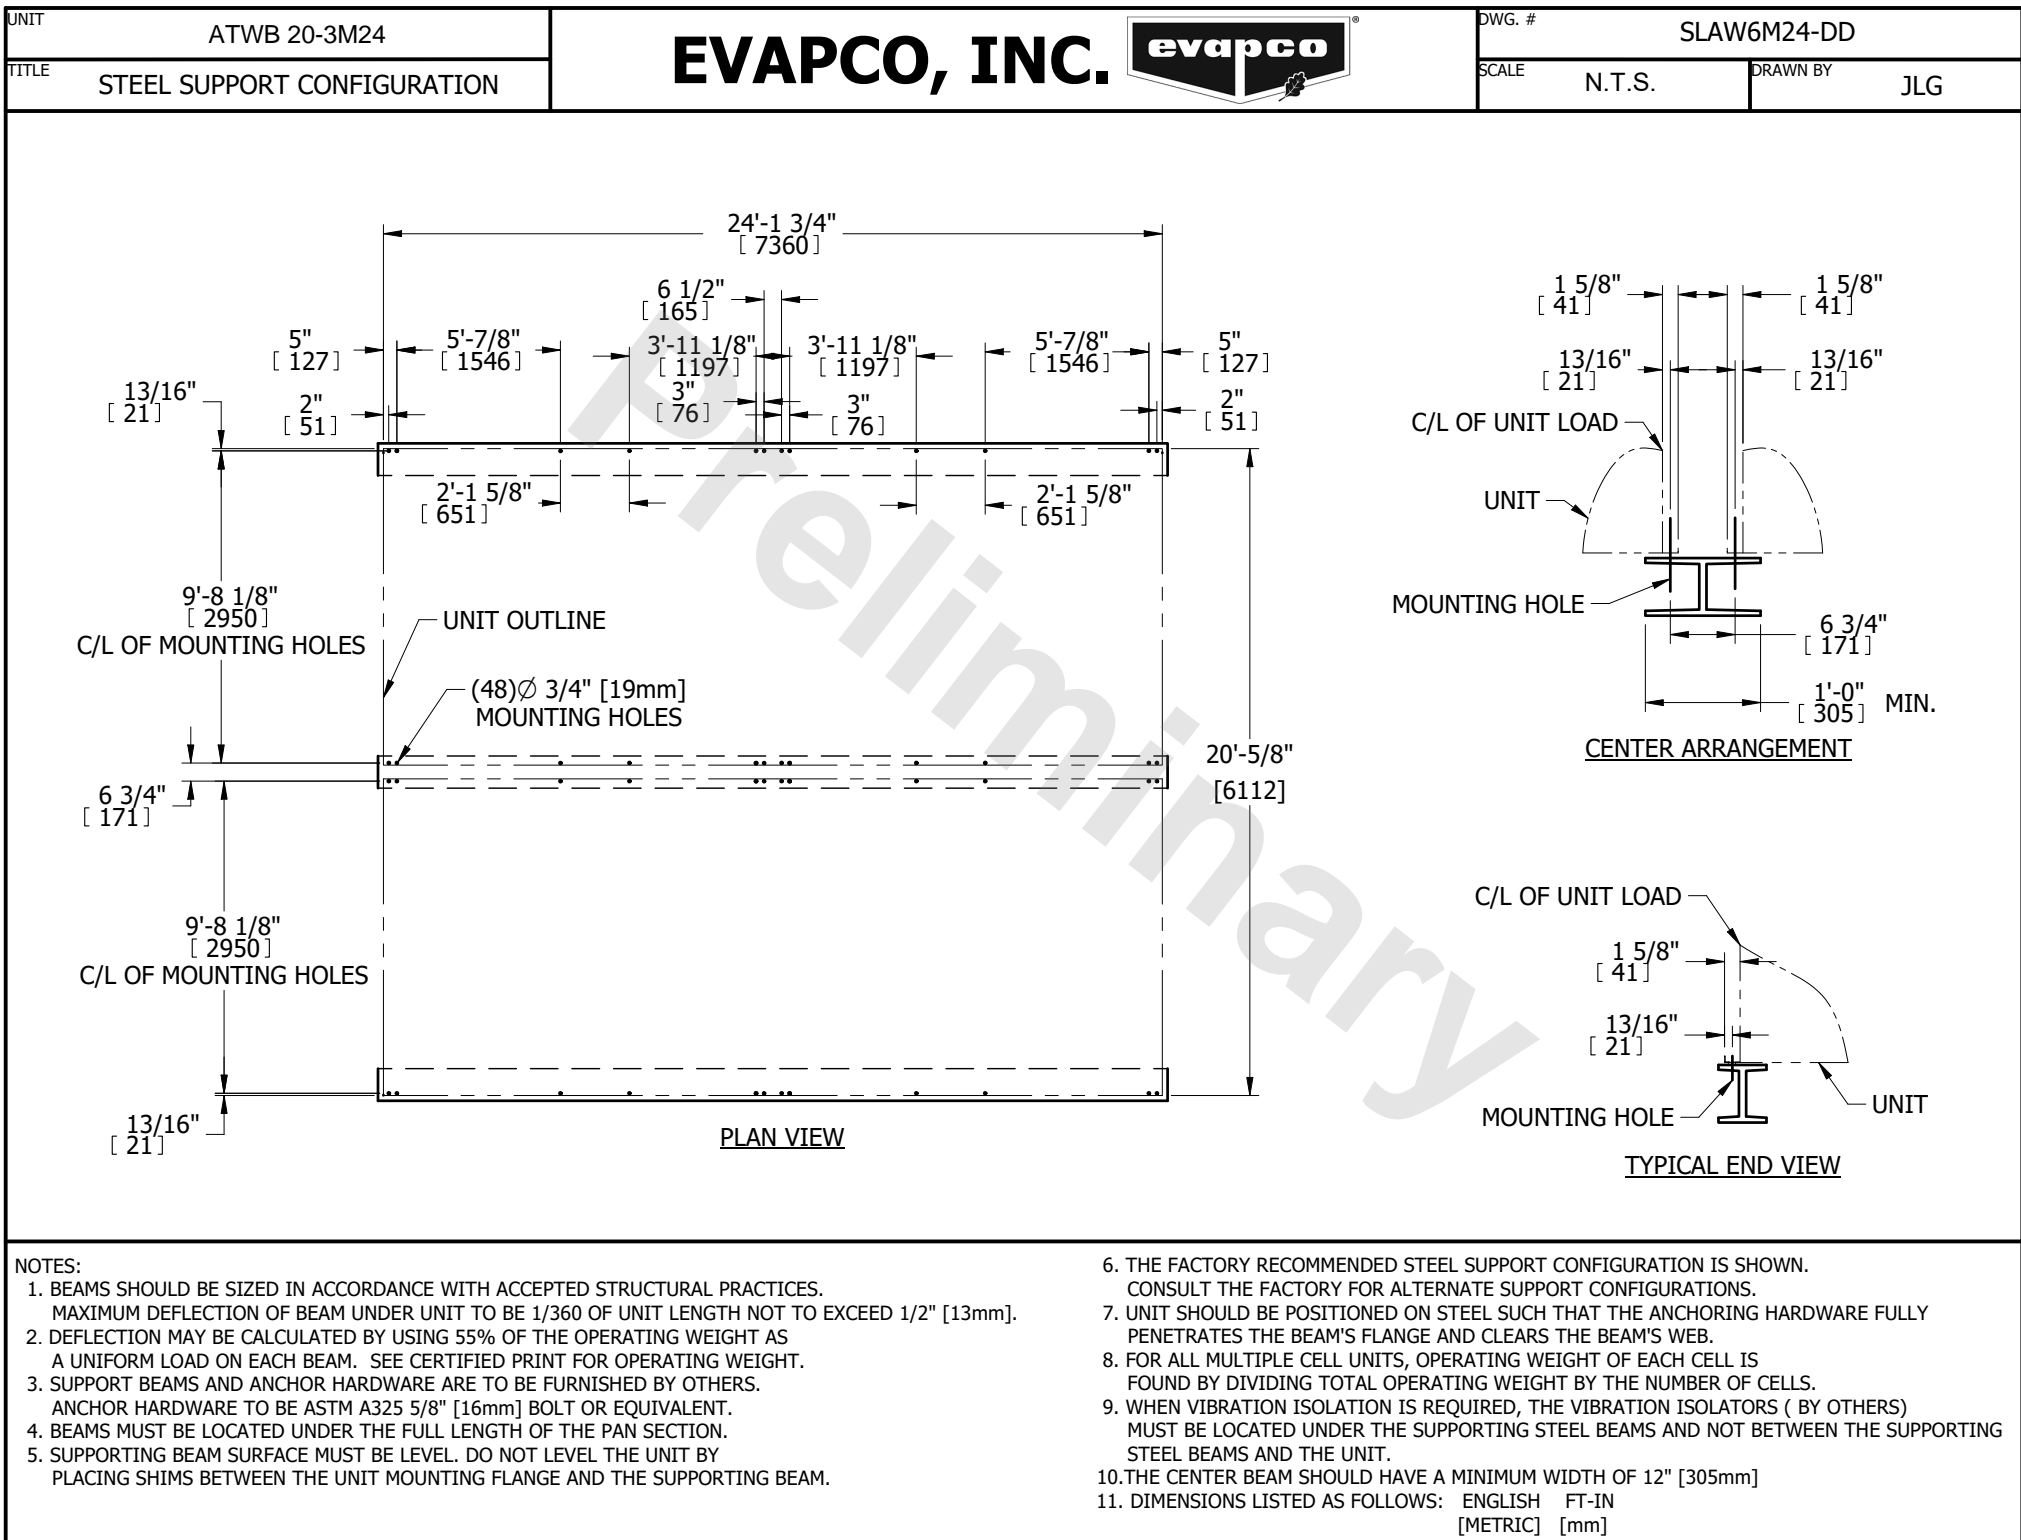 UNIT
ATWB 20-3M24
TITLE
STEEL SUPPORT CONFIGURATION
EVAPCO, INC.
evapco
®
DWG. #
SLAW6M24-DD
SCALE
N.T.S.
DRAWN BY
JLG
24'-1 3/4"
[ 7360]
6 1/2"
[ 165]
5"
[ 127]
5'-7/8"
[ 1546]
3'-11 1/8"
[ 1197]
3'-11 1/8"
[ 1197]
5'-7/8"
[ 1546]
5"
[ 127]
13/16"
[ 21]
2"
[ 51]
3"
[ 76]
3"
[ 76]
2"
[ 51]
2'-1 5/8"
[ 651]
2'-1 5/8"
[ 651]
9'-8 1/8"
[ 2950]
C/L OF MOUNTING HOLES
UNIT OUTLINE
(48)Ø 3/4" [19mm]
MOUNTING HOLES
6 3/4"
[ 171]
20'-5/8"
[6112]
9'-8 1/8"
[ 2950]
C/L OF MOUNTING HOLES
13/16"
[ 21]
PLAN VIEW
Preliminary
1 5/8"
[ 41]
1 5/8"
[ 41]
13/16"
[ 21]
13/16"
[ 21]
C/L OF UNIT LOAD
UNIT
MOUNTING HOLE
6 3/4"
[ 171]
1'-0"
[ 305]
MIN.
CENTER ARRANGEMENT
C/L OF UNIT LOAD
1 5/8"
[ 41]
13/16"
[ 21]
MOUNTING HOLE
UNIT
TYPICAL END VIEW
NOTES:
1. BEAMS SHOULD BE SIZED IN ACCORDANCE WITH ACCEPTED STRUCTURAL PRACTICES.
MAXIMUM DEFLECTION OF BEAM UNDER UNIT TO BE 1/360 OF UNIT LENGTH NOT TO EXCEED 1/2" [13mm].
2. DEFLECTION MAY BE CALCULATED BY USING 55% OF THE OPERATING WEIGHT AS
A UNIFORM LOAD ON EACH BEAM. SEE CERTIFIED PRINT FOR OPERATING WEIGHT.
3. SUPPORT BEAMS AND ANCHOR HARDWARE ARE TO BE FURNISHED BY OTHERS.
ANCHOR HARDWARE TO BE ASTM A325 5/8" [16mm] BOLT OR EQUIVALENT.
4. BEAMS MUST BE LOCATED UNDER THE FULL LENGTH OF THE PAN SECTION.
5. SUPPORTING BEAM SURFACE MUST BE LEVEL. DO NOT LEVEL THE UNIT BY
PLACING SHIMS BETWEEN THE UNIT MOUNTING FLANGE AND THE SUPPORTING BEAM.
6. THE FACTORY RECOMMENDED STEEL SUPPORT CONFIGURATION IS SHOWN.
CONSULT THE FACTORY FOR ALTERNATE SUPPORT CONFIGURATIONS.
7. UNIT SHOULD BE POSITIONED ON STEEL SUCH THAT THE ANCHORING HARDWARE FULLY
PENETRATES THE BEAM'S FLANGE AND CLEARS THE BEAM'S WEB.
8. FOR ALL MULTIPLE CELL UNITS, OPERATING WEIGHT OF EACH CELL IS
FOUND BY DIVIDING TOTAL OPERATING WEIGHT BY THE NUMBER OF CELLS.
9. WHEN VIBRATION ISOLATION IS REQUIRED, THE VIBRATION ISOLATORS ( BY OTHERS)
MUST BE LOCATED UNDER THE SUPPORTING STEEL BEAMS AND NOT BETWEEN THE SUPPORTING
STEEL BEAMS AND THE UNIT.
10.THE CENTER BEAM SHOULD HAVE A MINIMUM WIDTH OF 12" [305mm]
11. DIMENSIONS LISTED AS FOLLOWS: ENGLISH FT-IN
[METRIC] [mm]